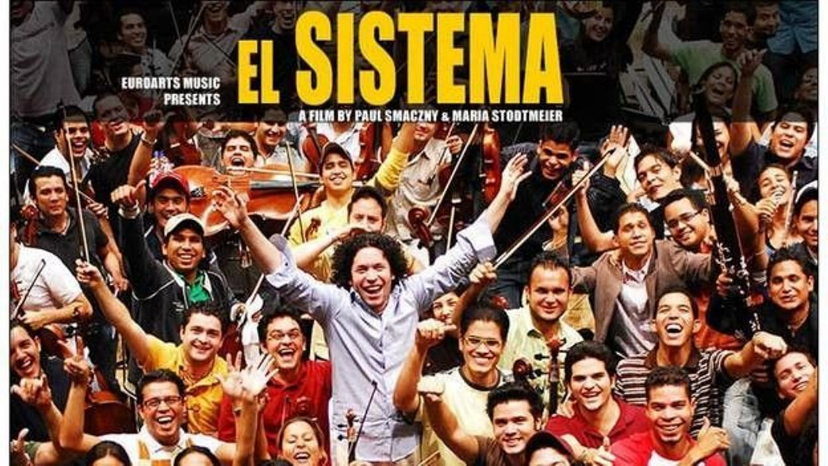 EUROARTS MUSIC
PRESENTS
EL SISTEMA
A FILM BY PAUL SMACZNY & MARIA STODTMEIER